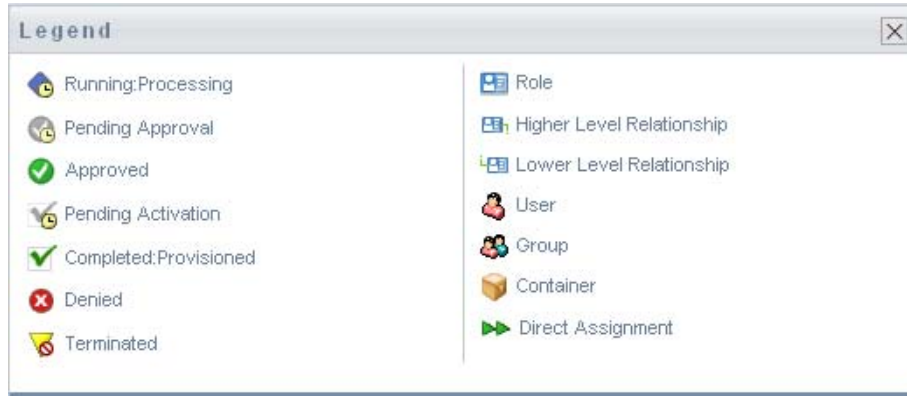 Legend
Running:Processing
Pending Approval
Approved
Pending Activation
Completed:Provisioned
Denied
Terminated
Role
Higher Level Relationship
Lower Level Relationship
User
Group
Container
Direct Assignment